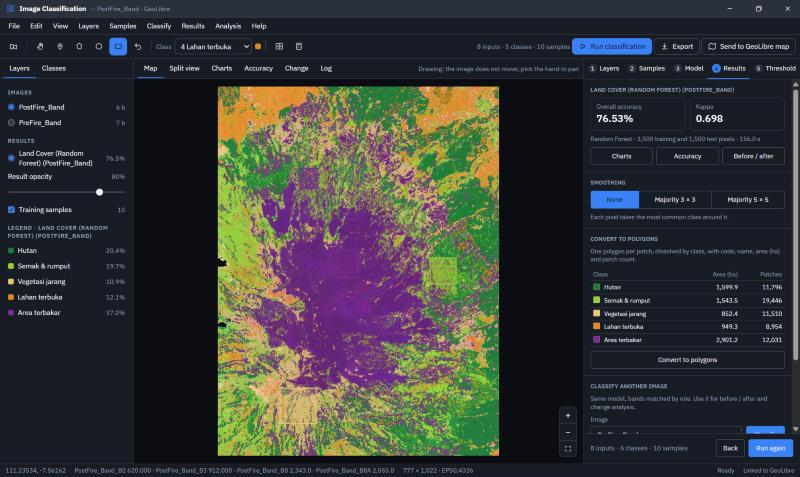 Image Classification — PostFire_Band · GeoLibre
File Edit View Layers Samples Classify Results Analysis Help
Class 4 Lahan terbuka 8 inputs · 5 classes · 10 samples Run classification Export Send to GeoLibre map
Layers Classes Map Split view Charts Accuracy Change Log Drawing: the image does not move; pick the hand to pan 1 Layers 2 Samples 3 Model 4 Results 5 Threshold
IMAGES
PostFire_Band 6 b
PreFire_Band 7 b
RESULTS
Land Cover (Random Forest) (PostFire_Band) 76.5%
Result opacity 80%
Training samples 10
LEGEND · LAND COVER (RANDOM
FOREST) (POSTFIRE_BAND)
Hutan 20.4%
Semak & rumput 19.7%
Vegetasi jarang 10.9%
Lahan terbuka 12.1%
Area terbakar 37.0%
LAND COVER (RANDOM FOREST) (POSTFIRE_BAND)
Overall accuracy Kappa
76.53% 0.698
Random Forest · 3,500 training and 1,500 test pixels · 156.0 s
Charts Accuracy Before / after
SMOOTHING
None Majority 3 × 3 Majority 5 × 5
Each pixel takes the most common class around it.
CONVERT TO POLYGONS
One polygon per patch, dissolved by class, with code, name, area (ha)
and patch count.
Class Area (ha) Patches
Hutan 1,599.9 11,796
Semak & rumput 1,543.5 19,446
Vegetasi jarang 852.4 11,510
Lahan terbuka 949.3 8,954
Area terbakar 2,901.2 12,031
Convert to polygons
CLASSIFY ANOTHER IMAGE
Same model, bands matched by role. Use it for before / after and
change analysis.
Image
8 inputs · 5 classes · 10 samples Back Run again
111.23534, -7.56162 PostFire_Band_B2 620.000 · PostFire_Band_B3 912.000 · PostFire_Band_B8 2,343.0 · PostFire_Band_B8A 2,555.0 777 × 1,022 · EPSG:4326 Ready Linked to GeoLibre